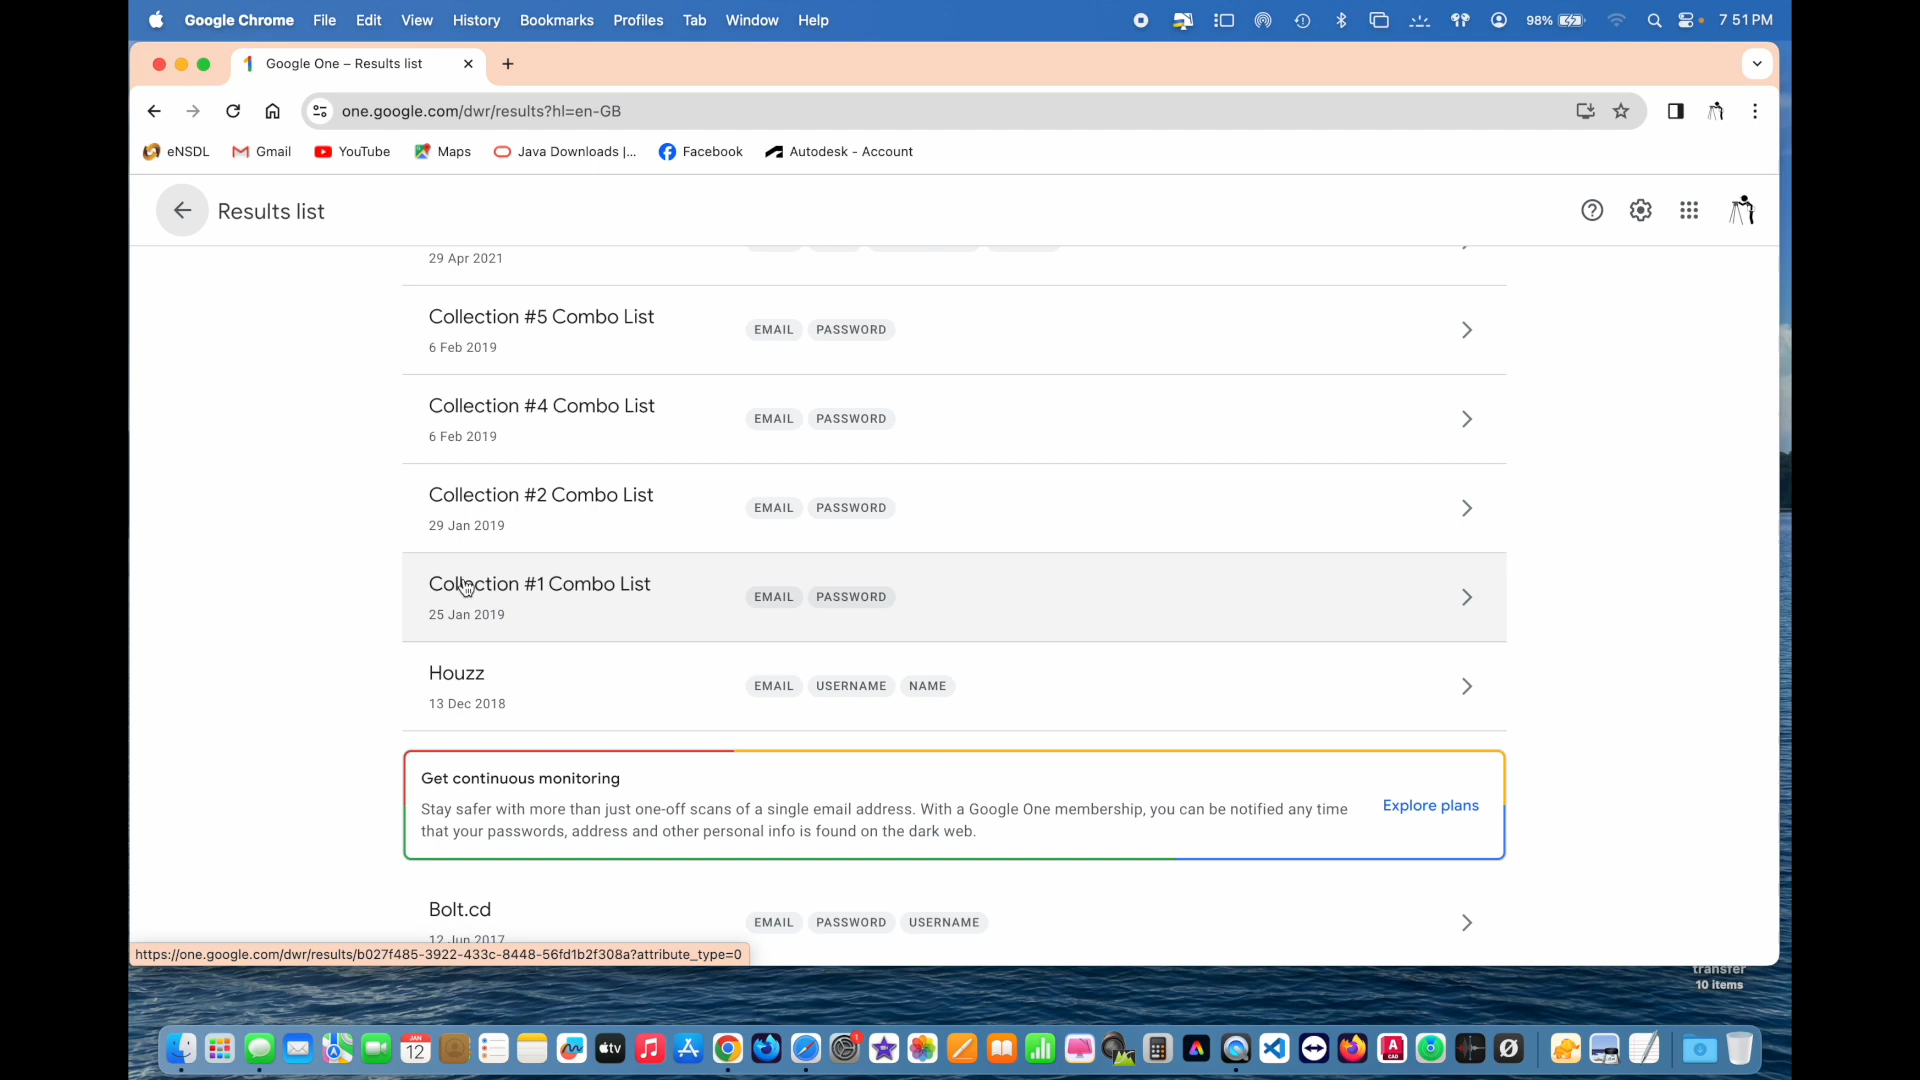 Google Chrome File Edit View History Bookmarks Profiles Tab Window Help 98% 7 51 PM
Google One – Results list
one.google.com/dwr/results?hl=en-GB
eNSDL Gmail YouTube Maps Java Downloads |... Facebook Autodesk - Account
Results list
29 Apr 2021
Collection #5 Combo List
EMAIL PASSWORD
6 Feb 2019
Collection #4 Combo List
EMAIL PASSWORD
6 Feb 2019
Collection #2 Combo List
EMAIL PASSWORD
29 Jan 2019
Collection #1 Combo List
EMAIL PASSWORD
25 Jan 2019
Houzz
EMAIL USERNAME NAME
13 Dec 2018
Get continuous monitoring
Stay safer with more than just one-off scans of a single email address. With a Google One membership, you can be notified any time
that your passwords, address and other personal info is found on the dark web.
Explore plans
Bolt.cd
EMAIL PASSWORD USERNAME
12 Jun 2017
https://one.google.com/dwr/results/b027f485-3922-433c-8448-56fd1b2f308a?attribute_type=0
transfer
10 items
JAN
12
tv
1
A
CAD